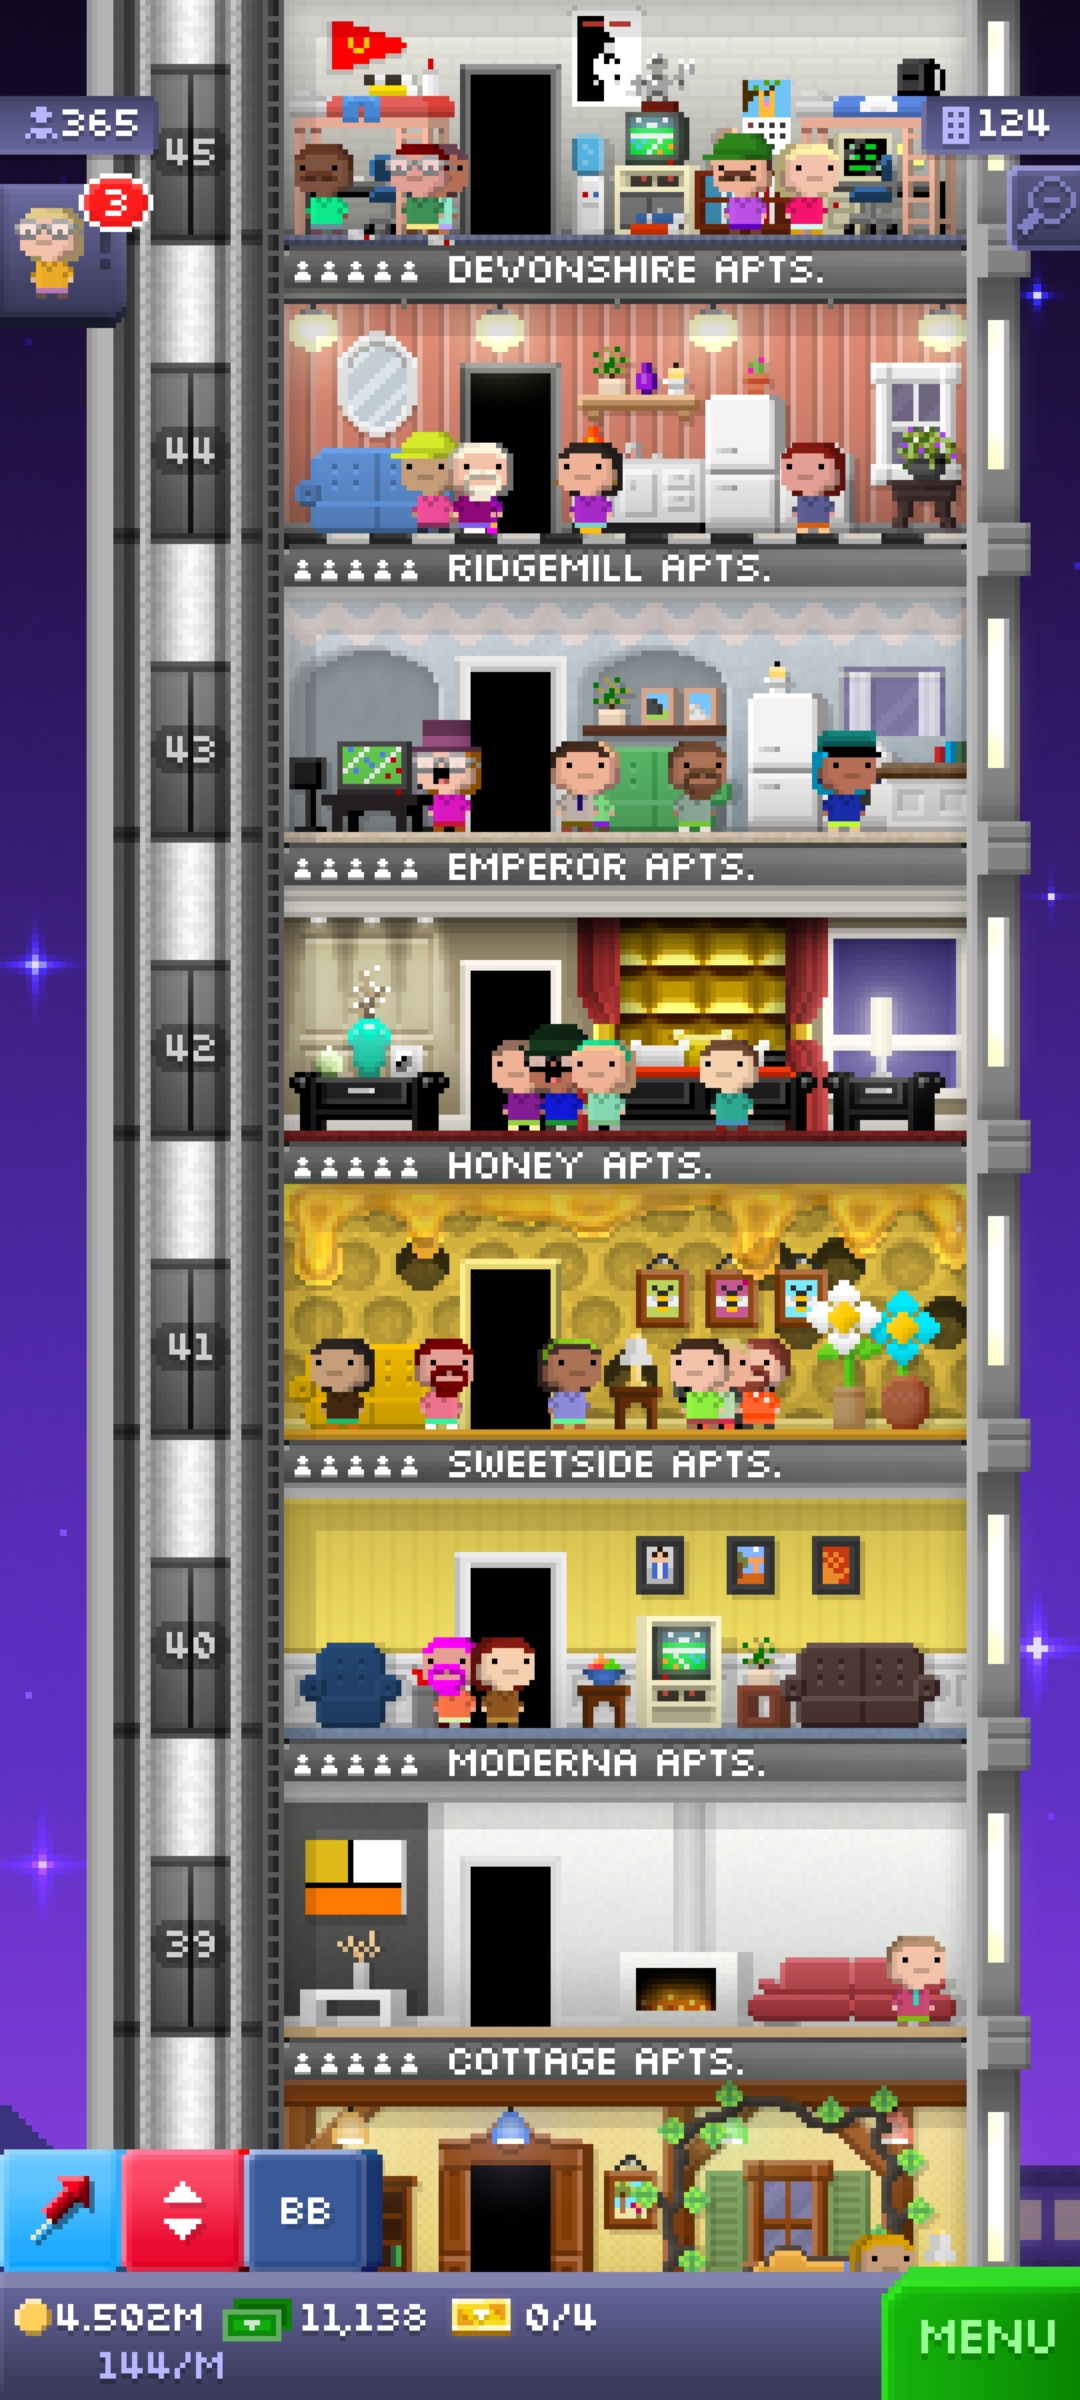 365
124
45
3
DEVONSHIRE APTS.
44
RIDGEMILL APTS.
43
EMPEROR APTS.
42
HONEY APTS.
41
SWEETSIDE APTS.
40
MODERNA APTS.
39
COTTAGE APTS.
BB
4.502M 11,138 0/4
144/M
MENU